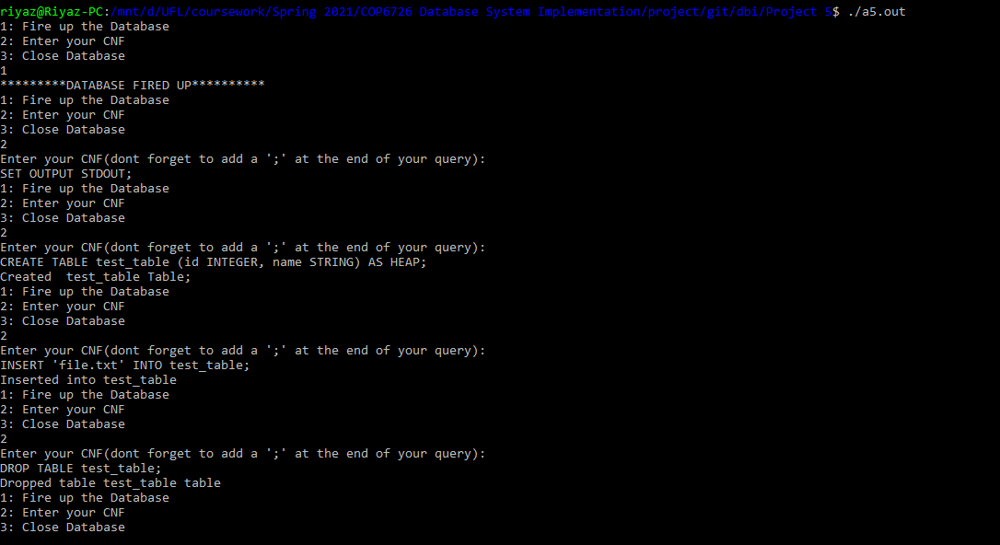 riyaz@Riyaz-PC:/mnt/d/UFL/coursework/Spring 2021/COP6726 Database System Implementation/project/git/dbi/Project 5$ ./a5.out
1: Fire up the Database
2: Enter your CNF
3: Close Database
1
*********DATABASE FIRED UP**********
1: Fire up the Database
2: Enter your CNF
3: Close Database
2
Enter your CNF(dont forget to add a ';' at the end of your query):
SET OUTPUT STDOUT;
1: Fire up the Database
2: Enter your CNF
3: Close Database
2
Enter your CNF(dont forget to add a ';' at the end of your query):
CREATE TABLE test_table (id INTEGER, name STRING) AS HEAP;
Created  test_table Table;
1: Fire up the Database
2: Enter your CNF
3: Close Database
2
Enter your CNF(dont forget to add a ';' at the end of your query):
INSERT 'file.txt' INTO test_table;
Inserted into test_table
1: Fire up the Database
2: Enter your CNF
3: Close Database
2
Enter your CNF(dont forget to add a ';' at the end of your query):
DROP TABLE test_table;
Dropped table test_table table
1: Fire up the Database
2: Enter your CNF
3: Close Database